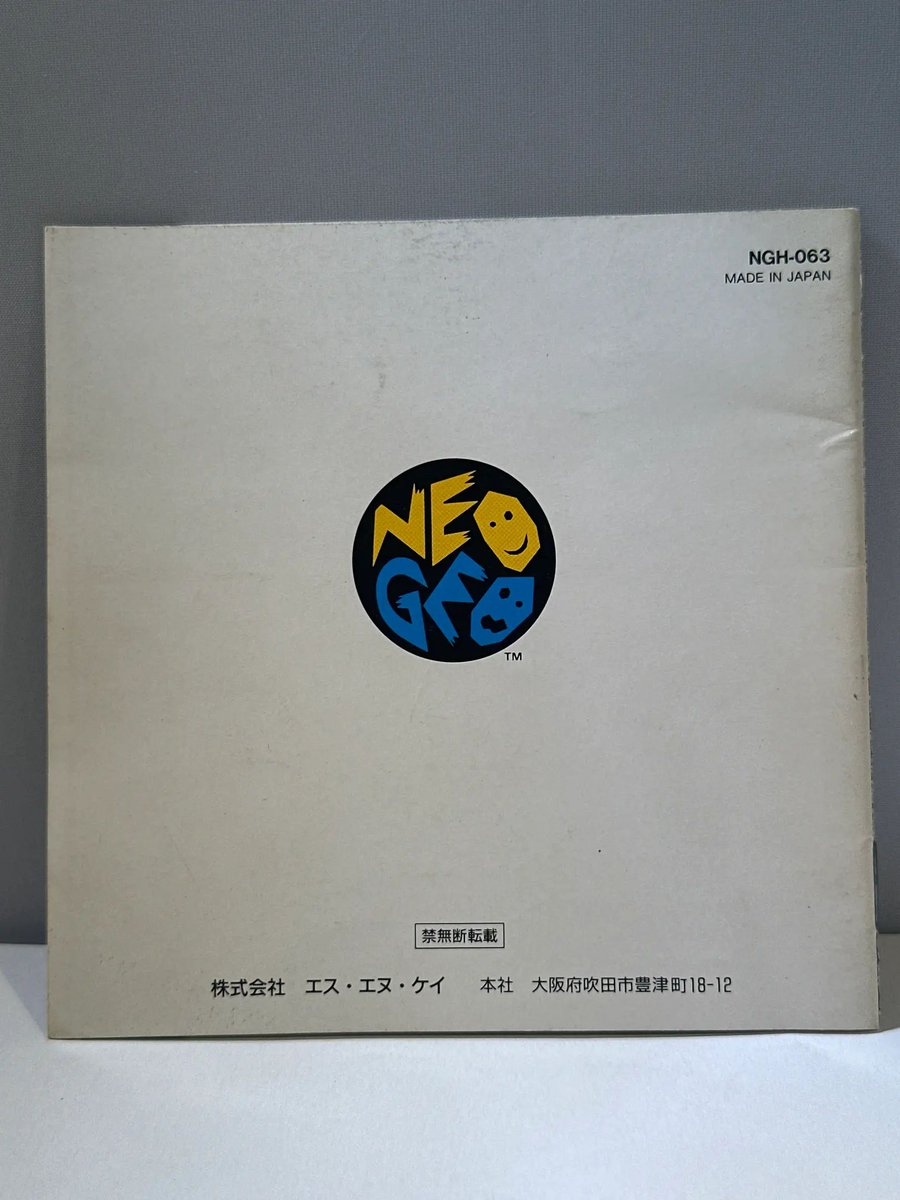 NGH-063
MADE IN JAPAN
NEO
GEO
TM
禁無断転載
株式会社 エス・エヌ・ケイ 本社 大阪府吹田市豊津町18-12